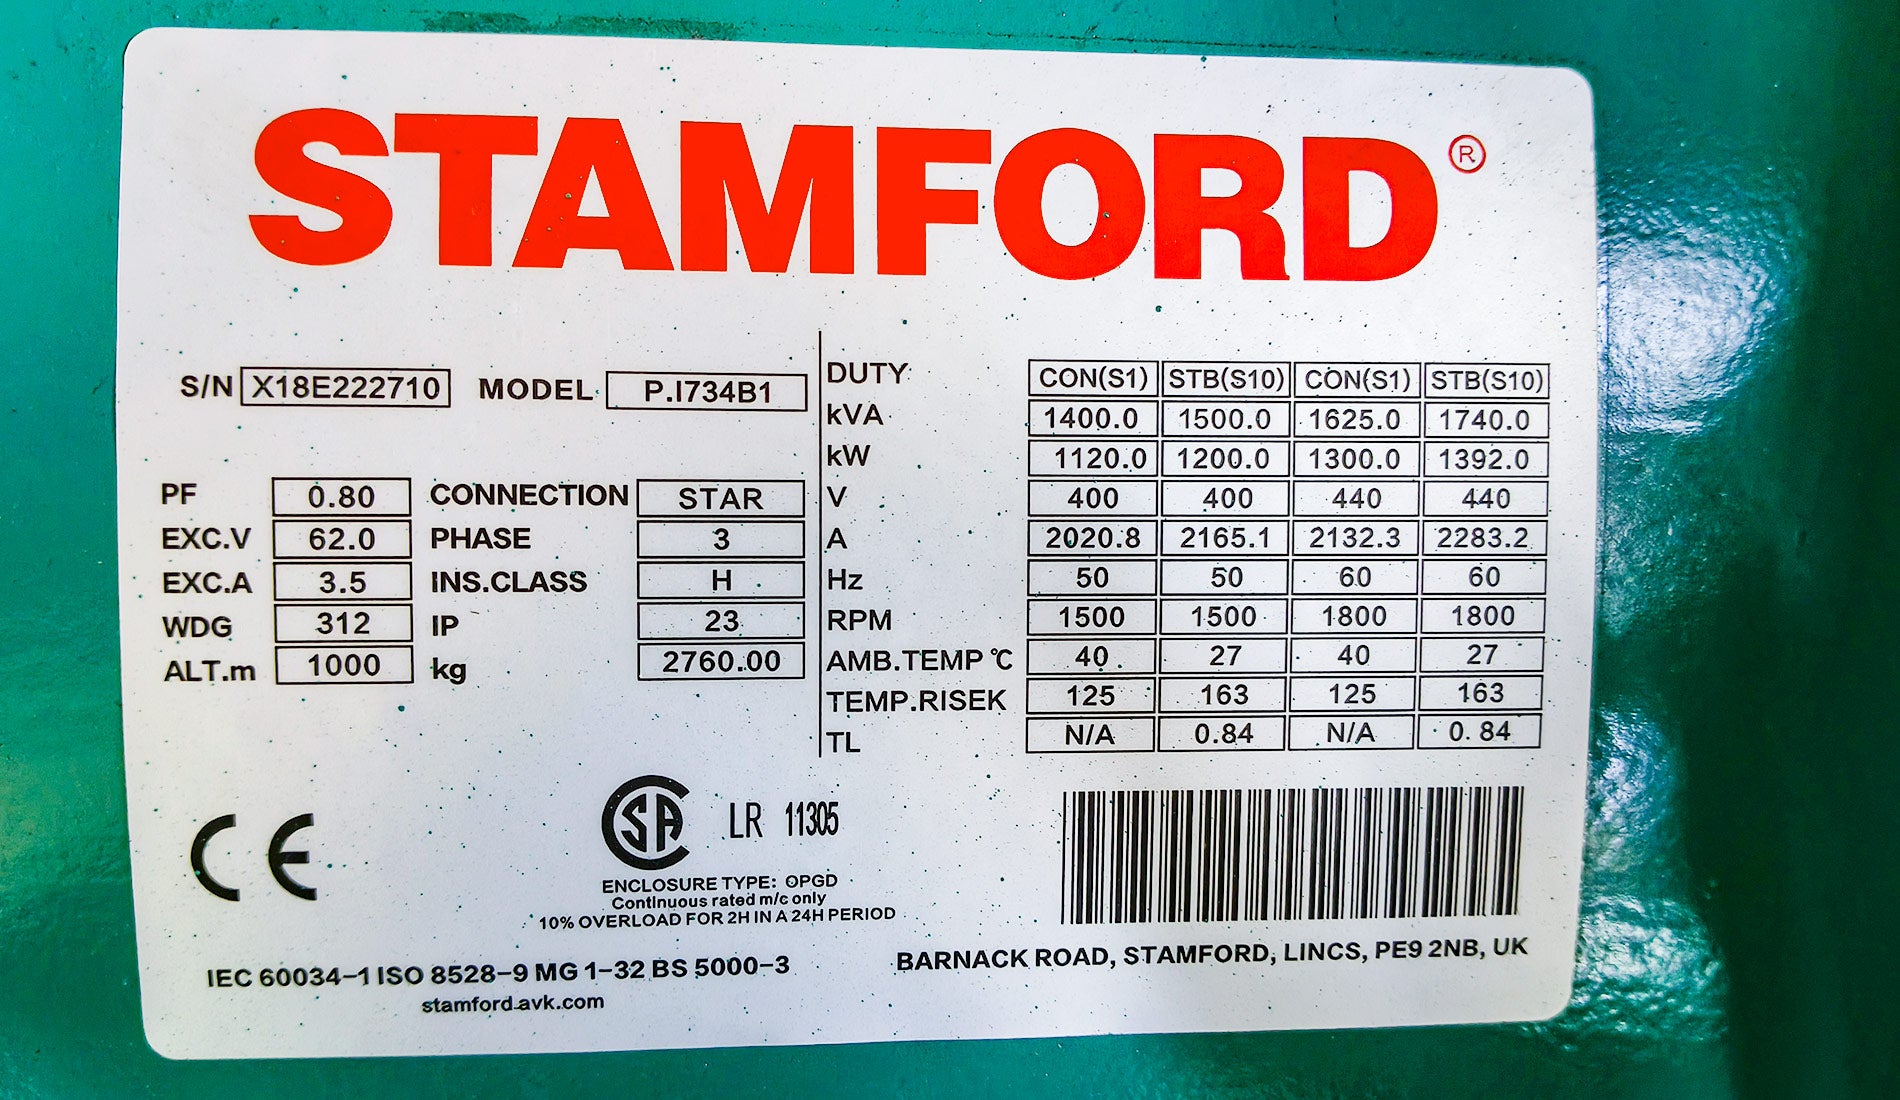 STAMFORD®
S/N X18E222710 MODEL P.I734B1
PF 0.80 CONNECTION STAR
EXC.V 62.0 PHASE 3
EXC.A 3.5 INS.CLASS H
WDG 312 IP 23
ALT.m 1000 kg 2760.00
DUTY CON(S1) STB(S10) CON(S1) STB(S10)
kVA 1400.0 1500.0 1625.0 1740.0
kW 1120.0 1200.0 1300.0 1392.0
V 400 400 440 440
A 2020.8 2165.1 2132.3 2283.2
Hz 50 50 60 60
RPM 1500 1500 1800 1800
AMB.TEMP ℃ 40 27 40 27
TEMP.RISEK 125 163 125 163
TL N/A 0.84 N/A 0.84
CE
CSA LR 11305
ENCLOSURE TYPE: OPGD
Continuous rated m/c only
10% OVERLOAD FOR 2H IN A 24H PERIOD
IEC 60034-1 ISO 8528-9 MG 1-32 BS 5000-3
stamford.avk.com
BARNACK ROAD, STAMFORD, LINCS, PE9 2NB, UK